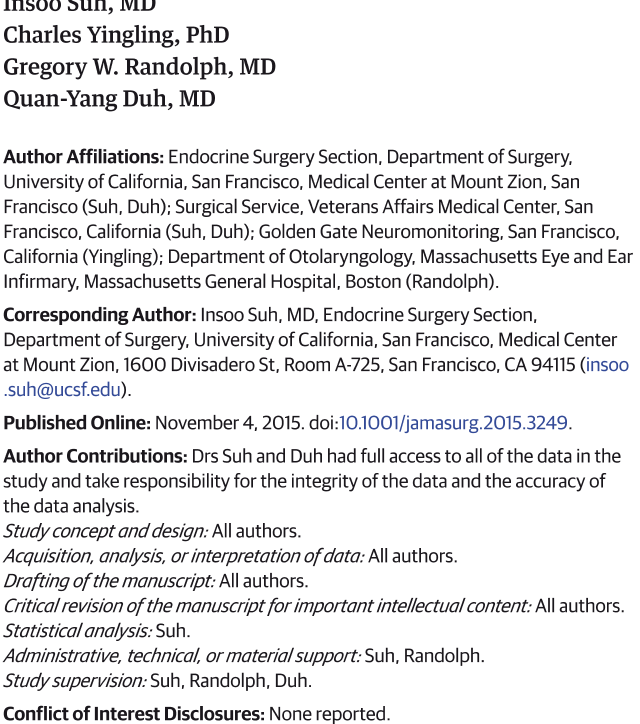 Insoo Suh, MD
Charles Yingling, PhD
Gregory W. Randolph, MD
Quan-Yang Duh, MD
Author Affiliations: Endocrine Surgery Section, Department of Surgery,
University of California, San Francisco, Medical Center at Mount Zion, San
Francisco (Suh, Duh); Surgical Service, Veterans Affairs Medical Center, San
Francisco, California (Suh, Duh); Golden Gate Neuromonitoring, San Francisco,
California (Yingling); Department of Otolaryngology, Massachusetts Eye and Ear
Infirmary, Massachusetts General Hospital, Boston (Randolph).
Corresponding Author: Insoo Suh, MD, Endocrine Surgery Section,
Department of Surgery, University of California, San Francisco, Medical Center
at Mount Zion, 1600 Divisadero St, Room A-725, San Francisco, CA 94115 (insoo
.suh@ucsf.edu).
Published Online: November 4, 2015. doi:10.1001/jamasurg.2015.3249.
Author Contributions: Drs Suh and Duh had full access to all of the data in the
study and take responsibility for the integrity of the data and the accuracy of
the data analysis.
Study concept and design: All authors.
Acquisition, analysis, or interpretation of data: All authors.
Drafting of the manuscript: All authors.
Critical revision of the manuscript for important intellectual content: All authors.
Statistical analysis: Suh.
Administrative, technical, or material support: Suh, Randolph.
Study supervision: Suh, Randolph, Duh.
Conflict of Interest Disclosures: None reported.